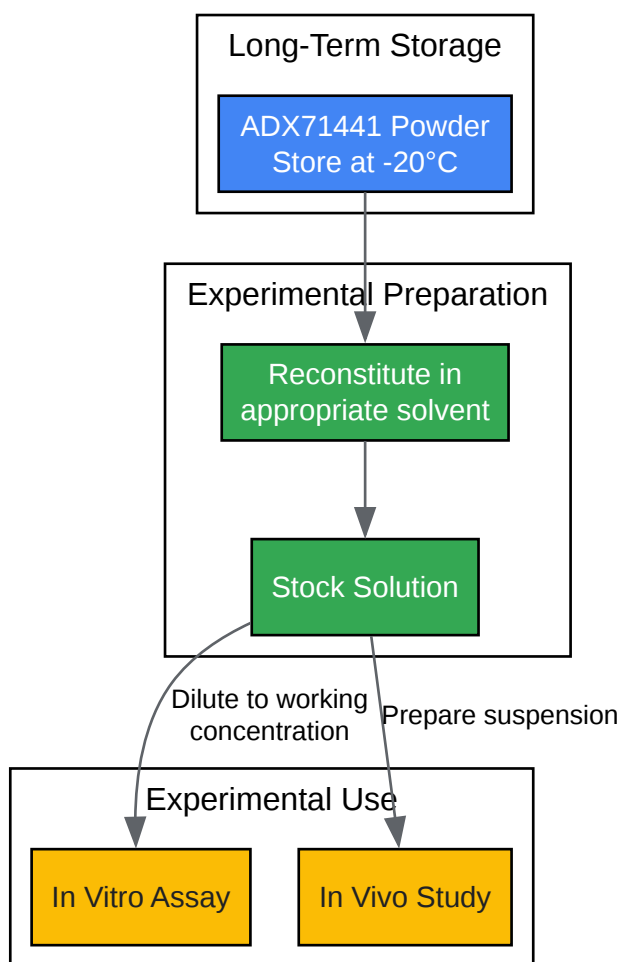 Long-Term Storage
ADX71441 Powder
Store at -20°C
Experimental Preparation
Reconstitute in
appropriate solvent
Stock Solution
Dilute to working
concentration
Prepare suspension
Experimental Use
In Vitro Assay
In Vivo Study